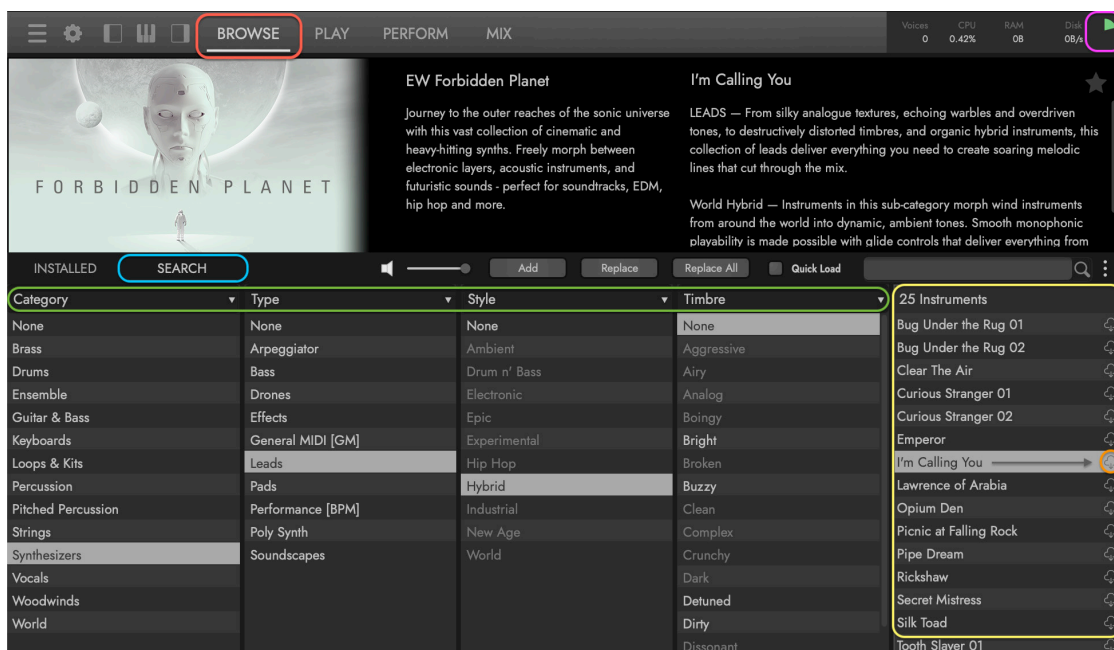 BROWSE PLAY PERFORM MIX
Voices CPU RAM Disk
0 0.42% 0B 0B/s
FORBIDDEN PLANET
EW Forbidden Planet
Journey to the outer reaches of the sonic universe
with this vast collection of cinematic and
heavy-hitting synths. Freely morph between
electronic layers, acoustic instruments, and
futuristic sounds - perfect for soundtracks, EDM,
hip hop and more.
I'm Calling You
LEADS — From silky analogue textures, echoing warbles and overdriven
tones, to destructively distorted timbres, and organic hybrid instruments, this
collection of leads deliver everything you need to create soaring melodic
lines that cut through the mix.
World Hybrid — Instruments in this sub-category morph wind instruments
from around the world into dynamic, ambient tones. Smooth monophonic
playability is made possible with glide controls that deliver everything from
INSTALLED SEARCH Add Replace Replace All Quick Load
Category
None
Brass
Drums
Ensemble
Guitar & Bass
Keyboards
Loops & Kits
Percussion
Pitched Percussion
Strings
Synthesizers
Vocals
Woodwinds
World
Type
None
Arpeggiator
Bass
Drones
Effects
General MIDI [GM]
Leads
Pads
Performance [BPM]
Poly Synth
Soundscapes
Style
None
Ambient
Drum n' Bass
Electronic
Epic
Experimental
Hip Hop
Hybrid
Industrial
New Age
World
Timbre
None
Aggressive
Airy
Analog
Boingy
Bright
Broken
Buzzy
Clean
Complex
Crunchy
Dark
Detuned
Dirty
Dissonant
25 Instruments
Bug Under the Rug 01
Bug Under the Rug 02
Clear The Air
Curious Stranger 01
Curious Stranger 02
Emperor
I'm Calling You
Lawrence of Arabia
Opium Den
Picnic at Falling Rock
Pipe Dream
Rickshaw
Secret Mistress
Silk Toad
Tooth Slayer 01